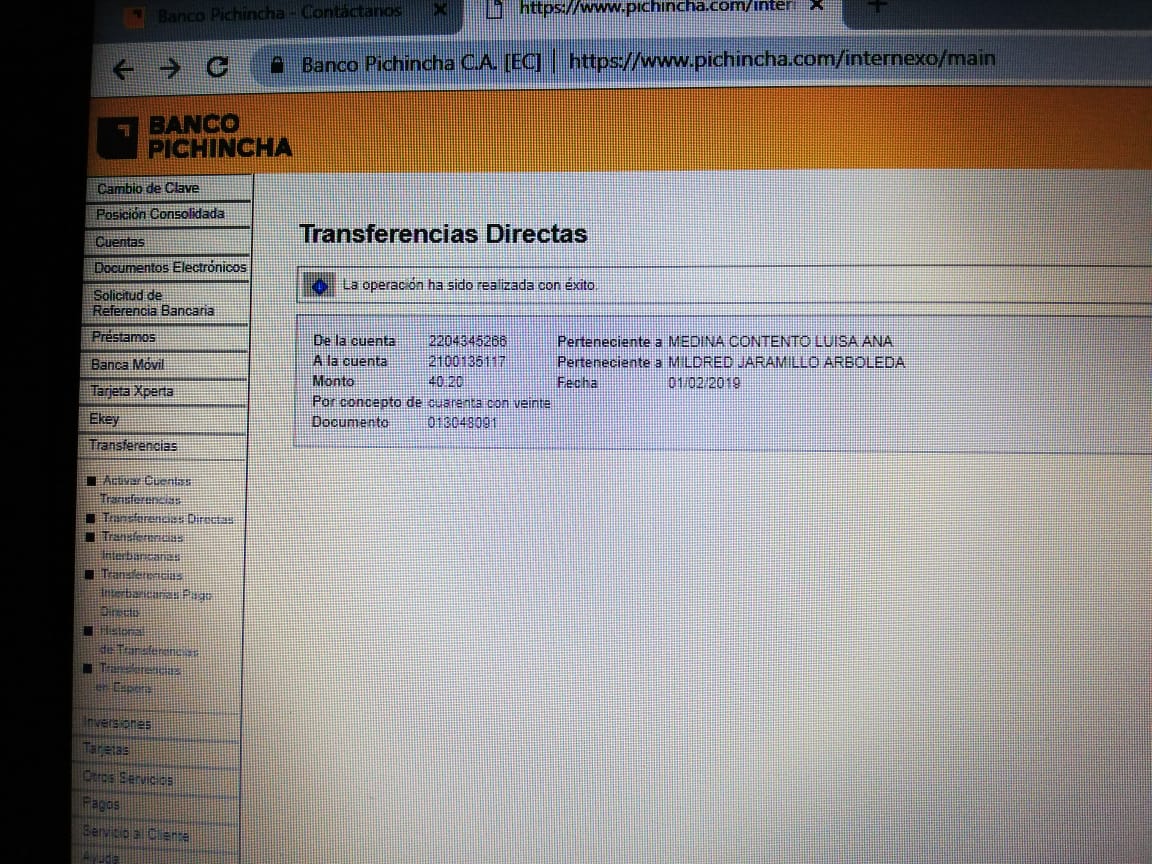 Banco Pichincha - Contáctanos
https://www.pichincha.com/inter
Banco Pichincha C.A. [EC] | https://www.pichincha.com/internexo/main
BANCO
PICHINCHA
Cambio de Clave
Posición Consolidada
Cuentas
Documentos Electrónicos
Solicitud de
Referencia Bancaria
Préstamos
Banca Móvil
Tarjeta Xperta
Ekey
Transferencias
Activar Cuentas
Transferencias
Transferencias Directas
Transferencias
Interbancarias
Transferencias
Interbancarias Pago
Directo
Historial
de Transferencias
Transferencias
en Espera
Inversiones
Tarjetas
Otros Servicios
Pagos
Servicio al Cliente
Ayuda
Transferencias Directas
La operación ha sido realizada con éxito.
De la cuenta 2204345266 Perteneciente a MEDINA CONTENTO LUISA ANA
A la cuenta 2100135117 Perteneciente a MILDRED JARAMILLO ARBOLEDA
Monto 40.20 Fecha 01/02/2019
Por concepto de cuarenta con veinte
Documento 013048091